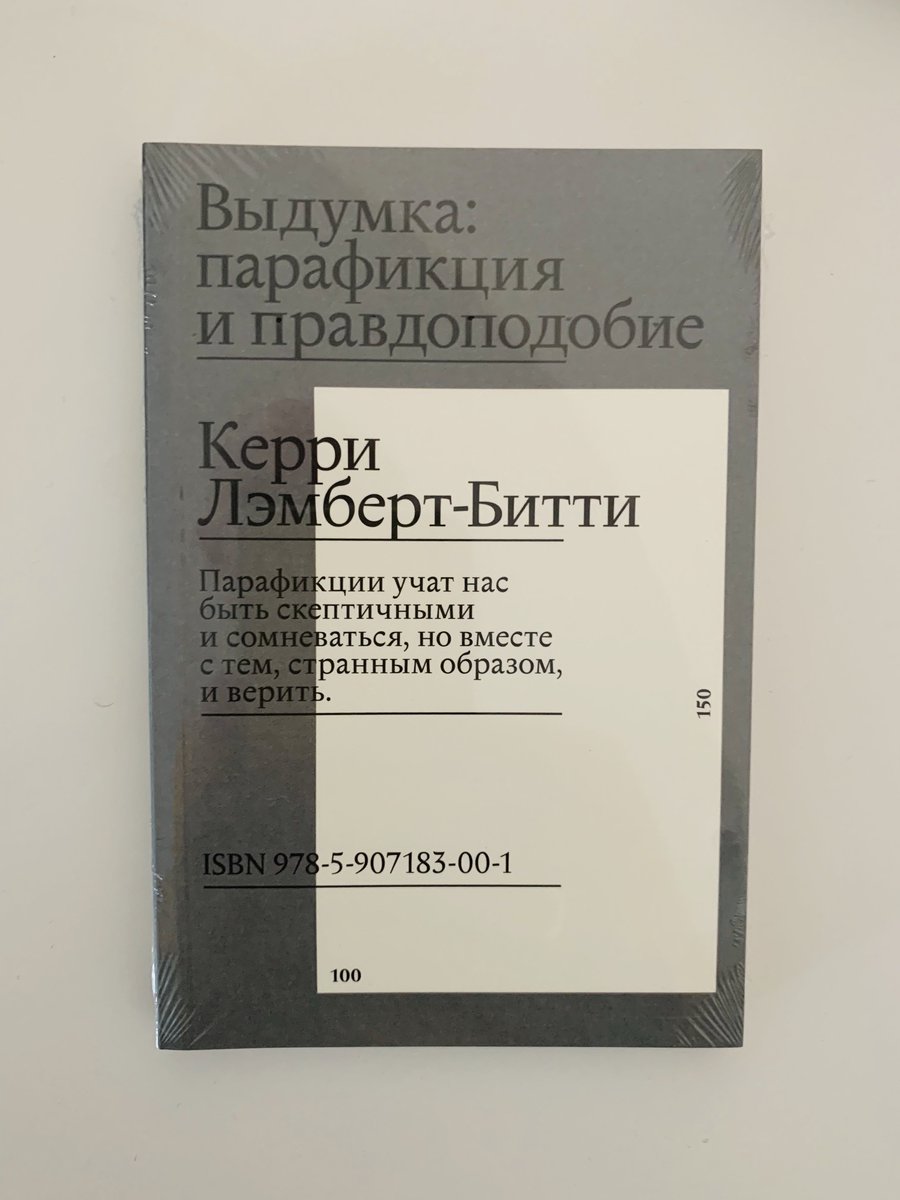 Выдумка:
парафикция
и правдоподобие
Керри
Лэмберт-Битти
Парафикции учат нас
быть скептичными
и сомневаться, но вместе
с тем, странным образом,
и верить.
150
ISBN 978-5-907183-00-1
100